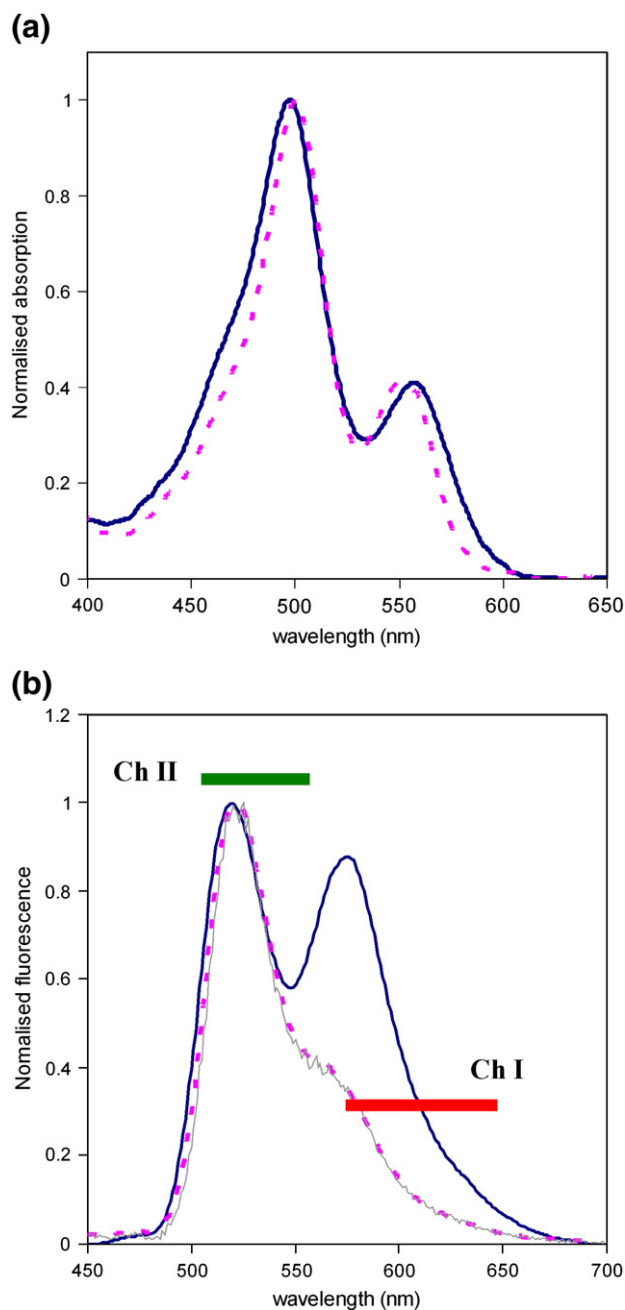 (a)
Normalised absorption
1
0.8
0.6
0.4
0.2
0
400 450 500 550 600 650
wavelength (nm)
(b)
Nomalised fluorescence
1.2
1
0.8
0.6
0.4
0.2
0
Ch II
Ch I
450 500 550 600 650 700
wavelength (nm)